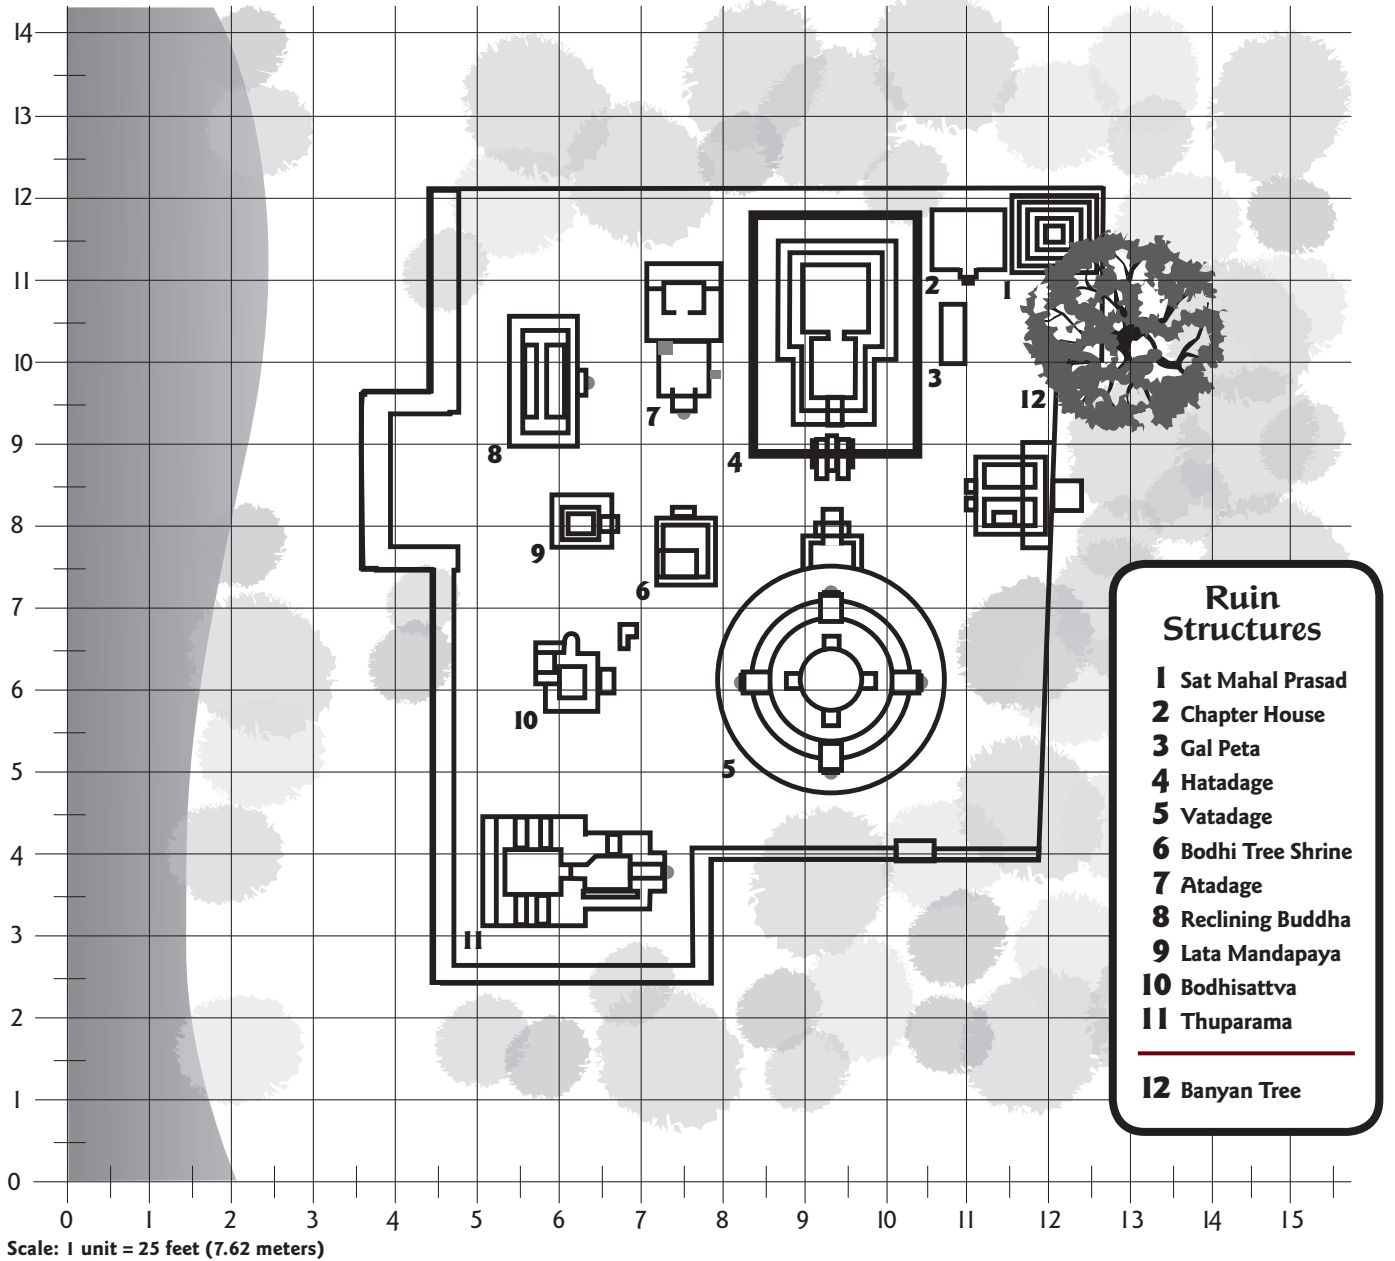 14
13
12
11
10
9
8
7
6
5
4
3
2
1
0
0 1 2 3 4 5 6 7 8 9 10 11 12 13 14 15
Scale: 1 unit = 25 feet (7.62 meters)
2
1
3
12
7
4
8
9
6
10
5
11
Ruin
Structures
1 Sat Mahal Prasad
2 Chapter House
3 Gal Peta
4 Hatadage
5 Vatadage
6 Bodhi Tree Shrine
7 Atadage
8 Reclining Buddha
9 Lata Mandapaya
10 Bodhisattva
11 Thuparama
12 Banyan Tree